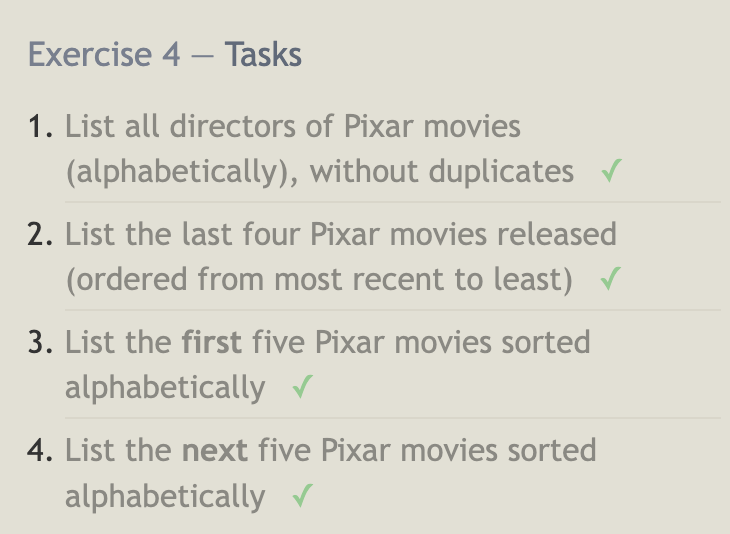 Exercise 4 — Tasks
1. List all directors of Pixar movies
(alphabetically), without duplicates ✓
2. List the last four Pixar movies released
(ordered from most recent to least) ✓
3. List the first five Pixar movies sorted
alphabetically ✓
4. List the next five Pixar movies sorted
alphabetically ✓